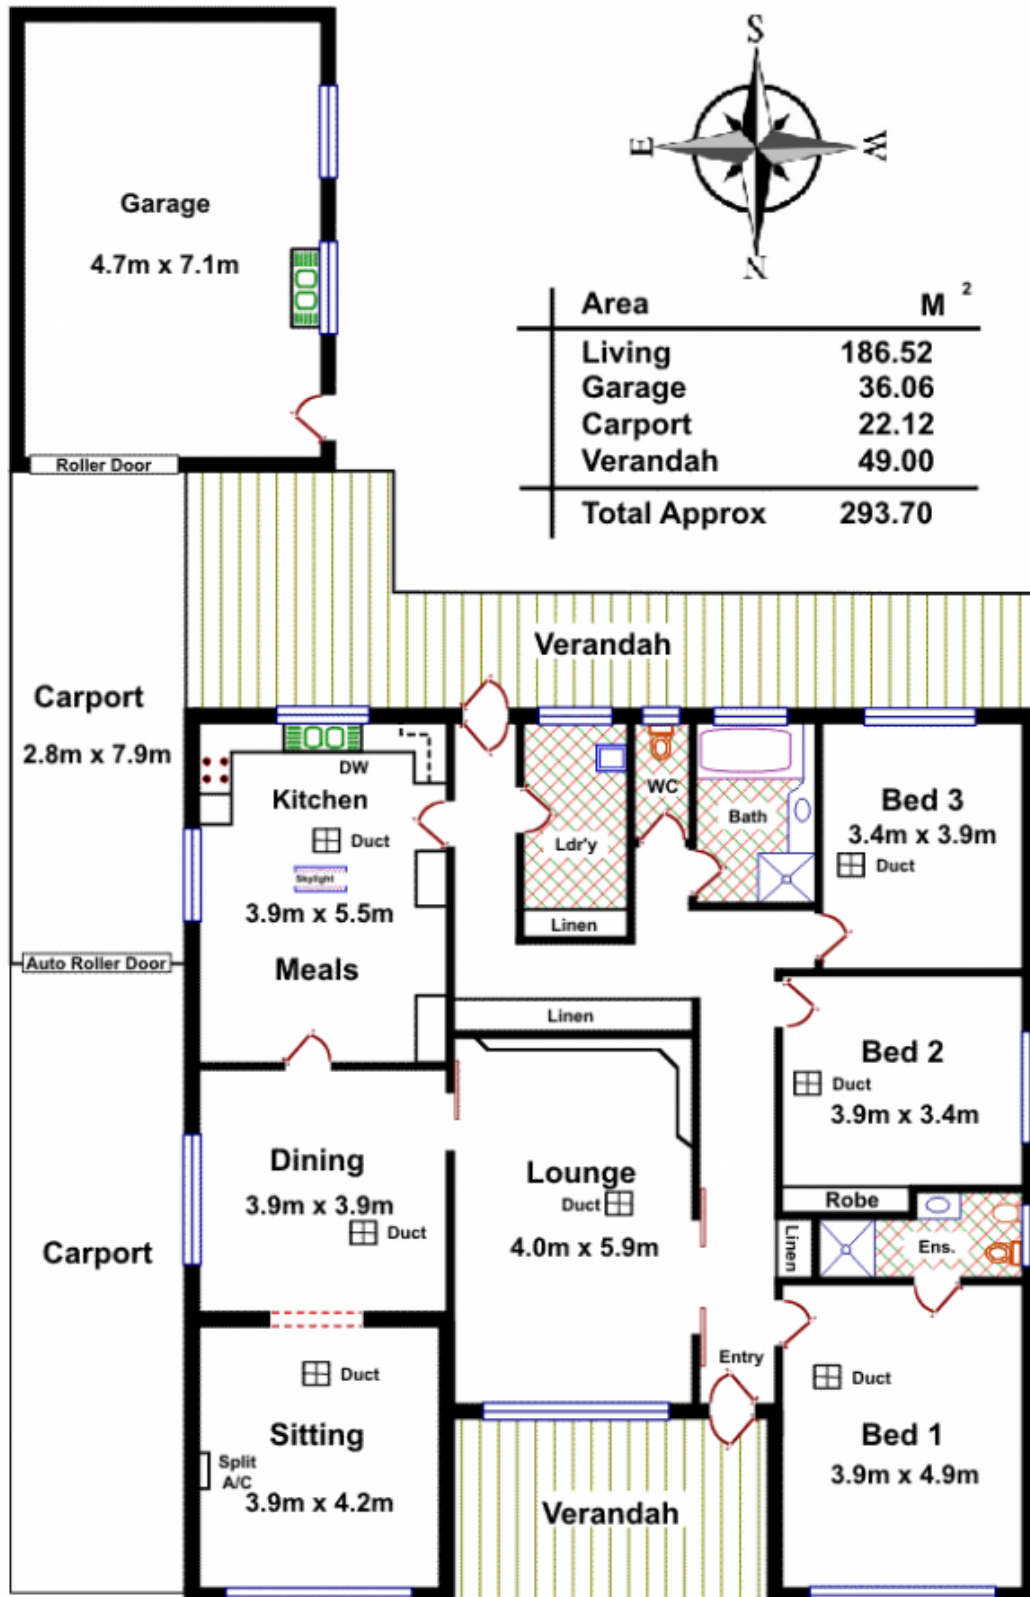 S
E
W
N
Garage
4.7m x 7.1m
Area M 2
Living 186.52
Garage 36.06
Carport 22.12
Verandah 49.00
Total Approx 293.70
Roller Door
Verandah
Carport
2.8m x 7.9m
DW
Kitchen
Duct
Skylight
3.9m x 5.5m
Meals
Ldr'y
Linen
WC
Bath
Bed 3
3.4m x 3.9m
Duct
Auto Roller Door
Linen
Bed 2
Duct
3.9m x 3.4m
Robe
Dining
3.9m x 3.9m
Duct
Lounge
Duct
4.0m x 5.9m
Linen
Ens.
Carport
Entry
Duct
Sitting
Split
A/C
3.9m x 4.2m
Duct
Bed 1
3.9m x 4.9m
Verandah